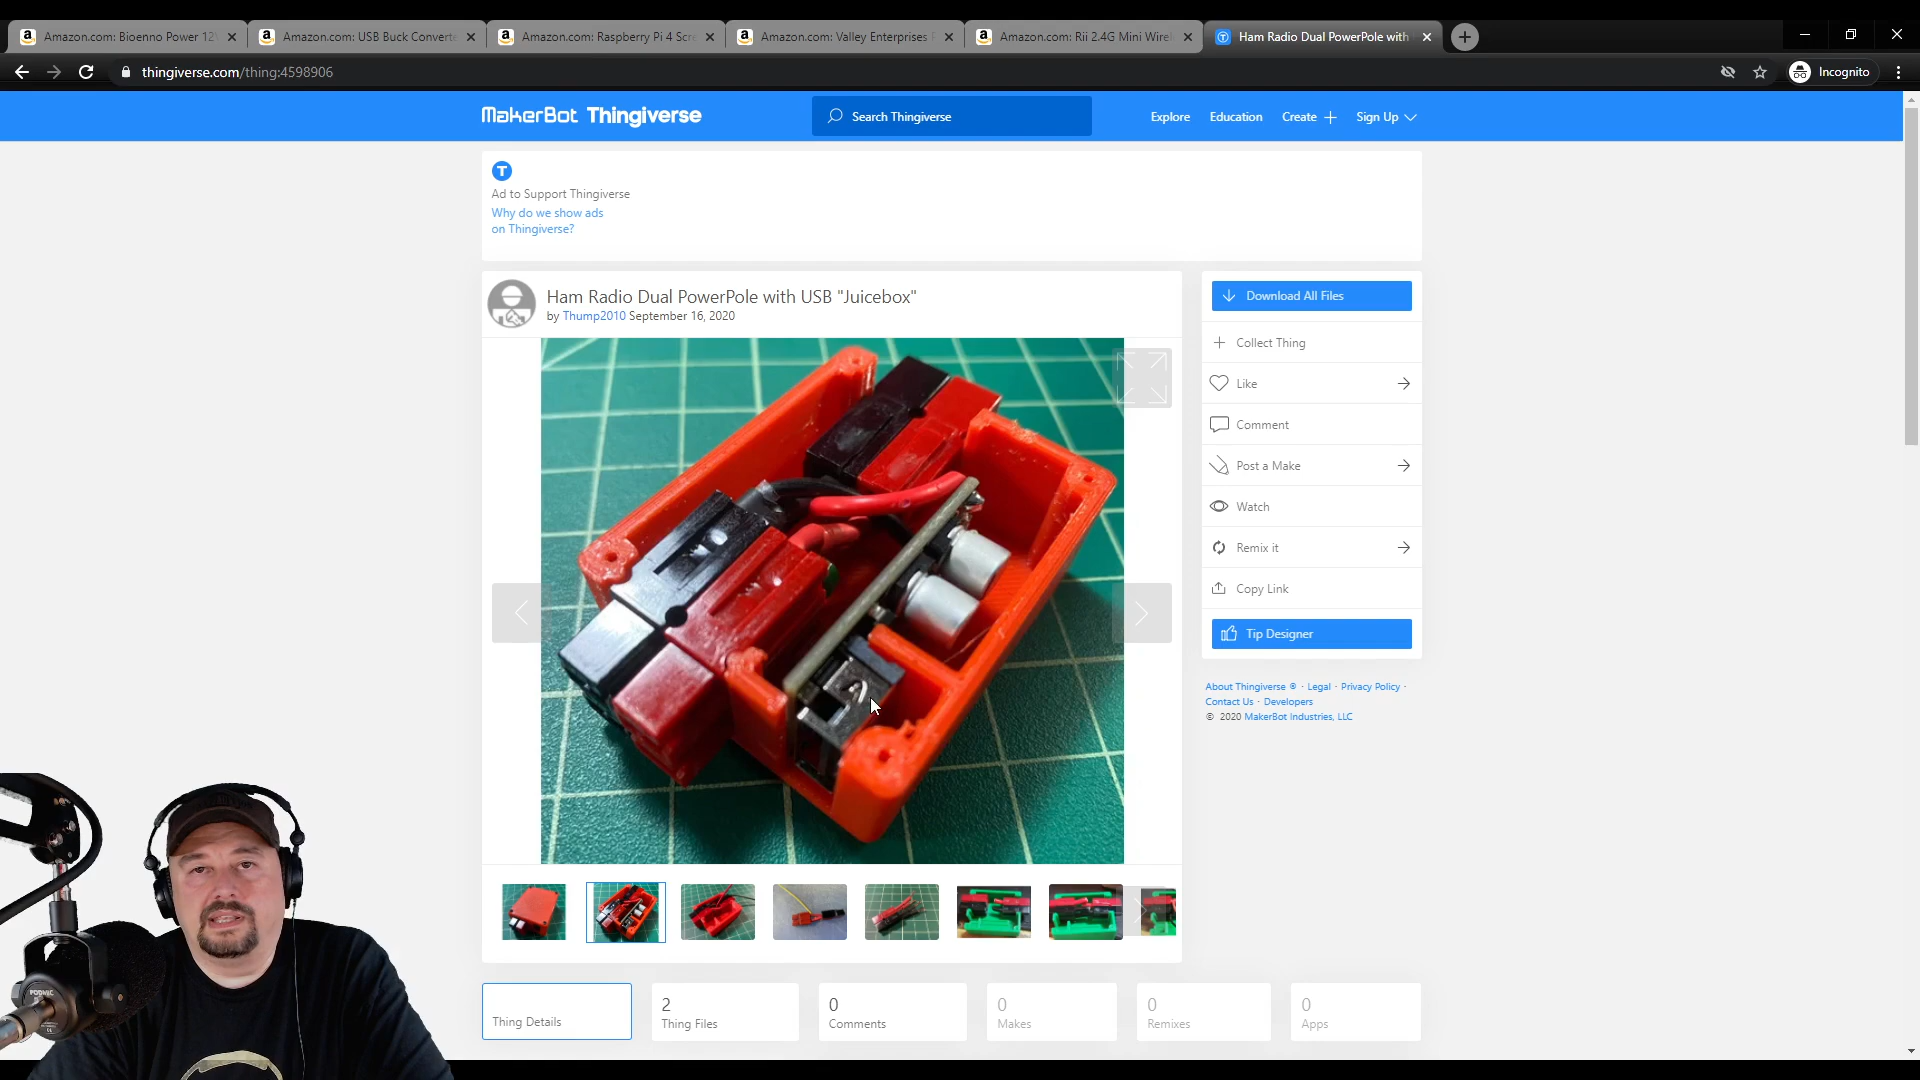 Amazon.com: Bioenno Power 12V
Amazon.com: USB Buck Converte
Amazon.com: Raspberry Pi 4 Scre
Amazon.com: Valley Enterprises
Amazon.com: Rii 2.4G Mini Wirel
Ham Radio Dual PowerPole with
thingiverse.com/thing:4598906
Incognito
MakerBot Thingiverse
Search Thingiverse
Explore
Education
Create
Sign Up
T
Ad to Support Thingiverse
Why do we show ads
on Thingiverse?
Ham Radio Dual PowerPole with USB "Juicebox"
by Thump2010 September 16, 2020
Download All Files
Collect Thing
Like
Comment
Post a Make
Watch
Remix it
Copy Link
Tip Designer
About Thingiverse ® · Legal · Privacy Policy ·
Contact Us · Developers
© 2020 MakerBot Industries, LLC
Thing Details
2
Thing Files
0
Comments
0
Makes
0
Remixes
0
Apps
PODMIC